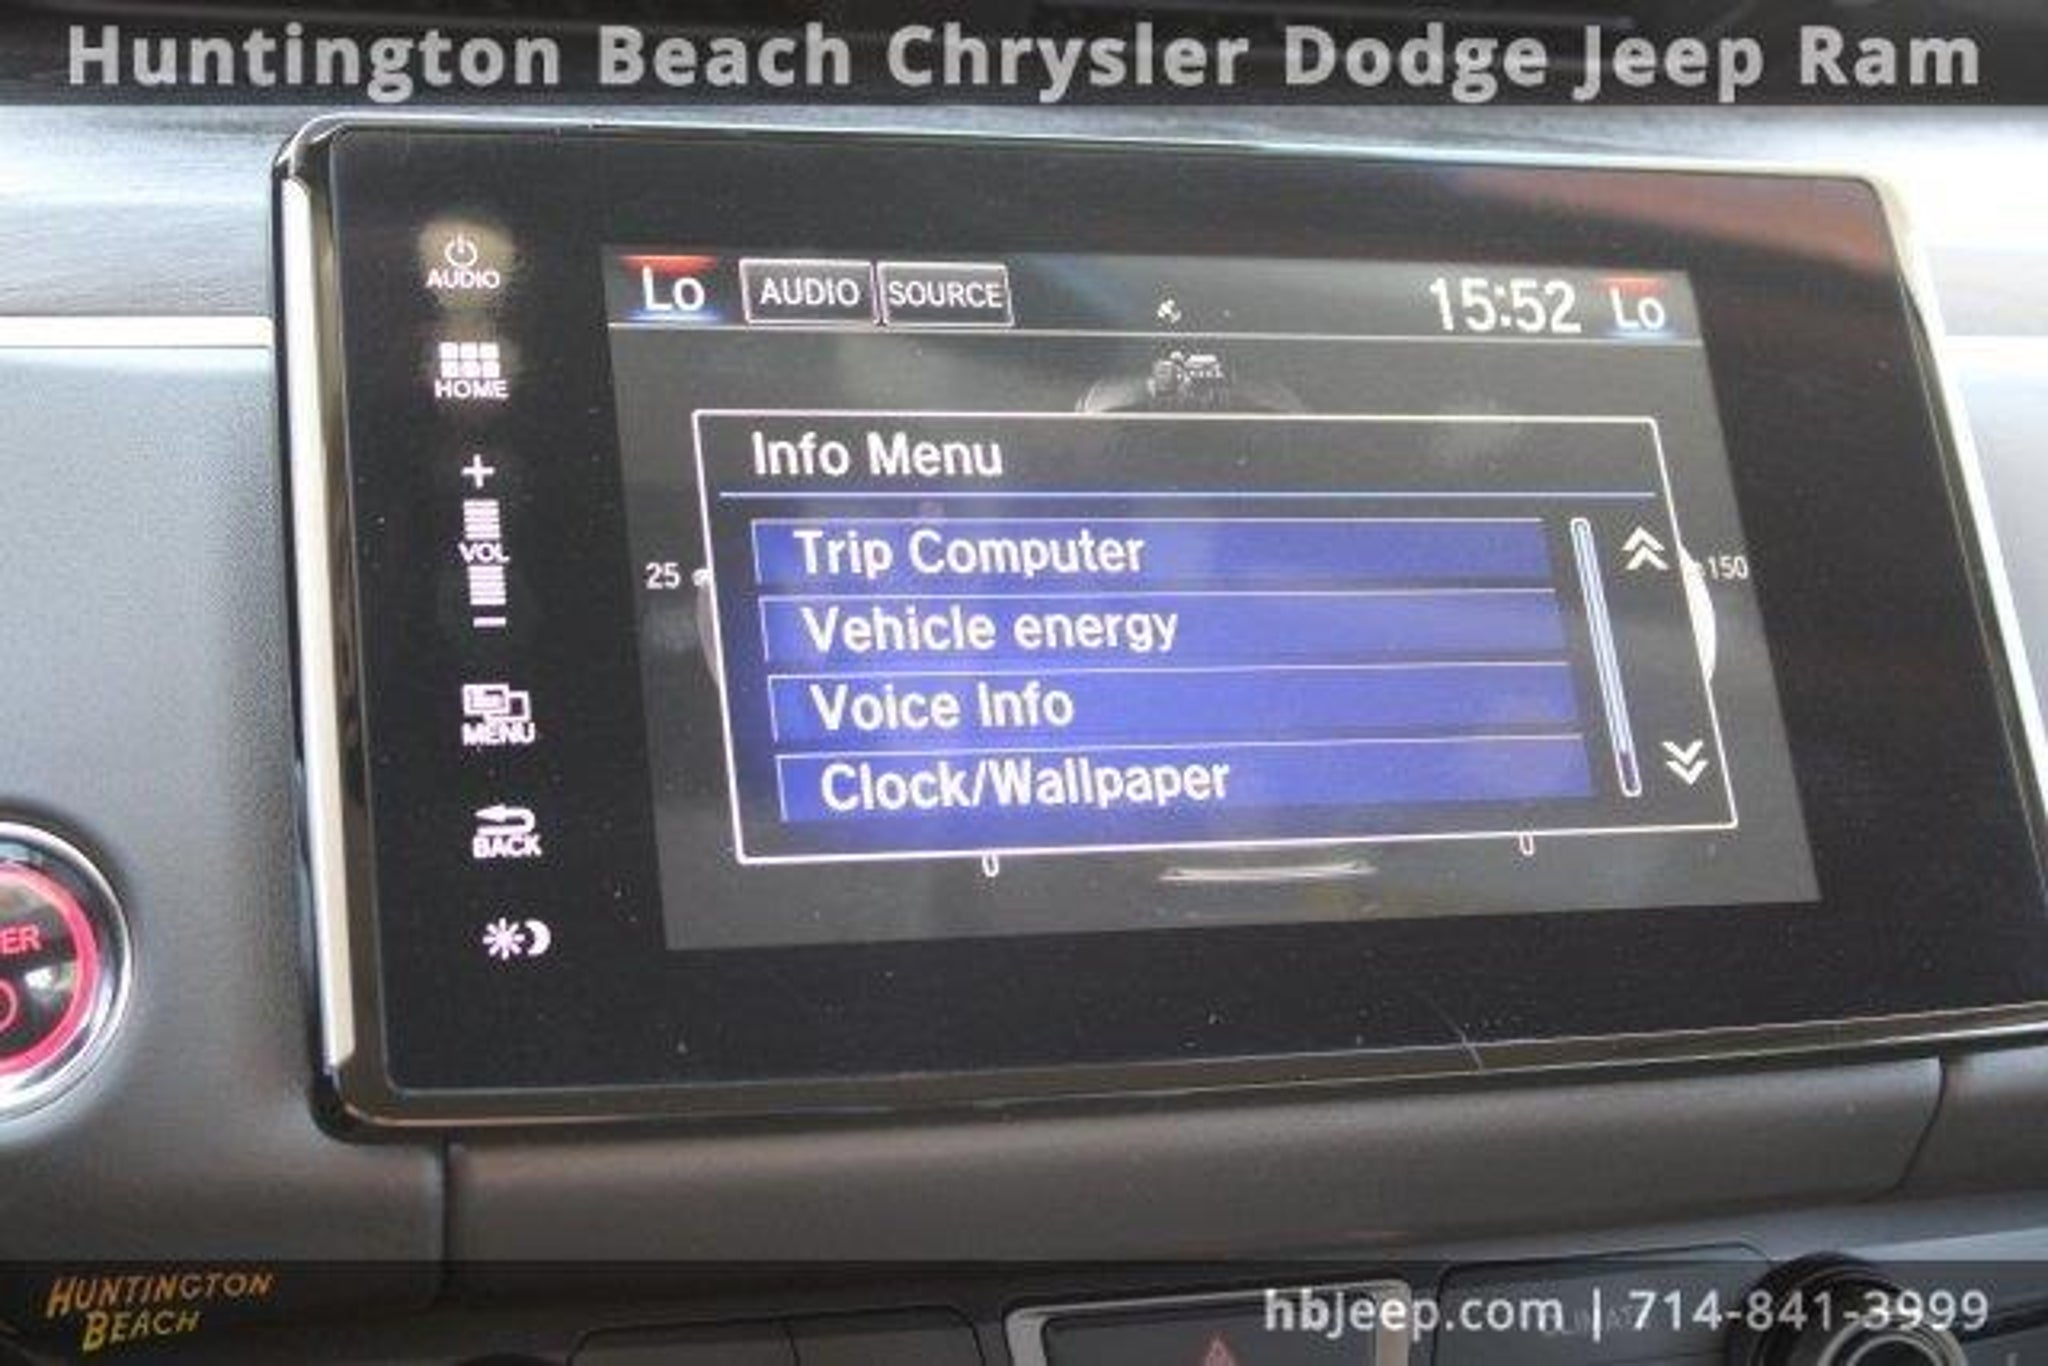 Huntington Beach Chrysler Dodge Jeep Ram
AUDIO
Lo AUDIO SOURCE 15:52 Lo
HOME
Info Menu
VOL
25
150
Trip Computer
Vehicle energy
Voice Info
Clock/Wallpaper
MENU
BACK
ER
HUNTINGTON
BEACH
hbjeep.com | 714-841-3999